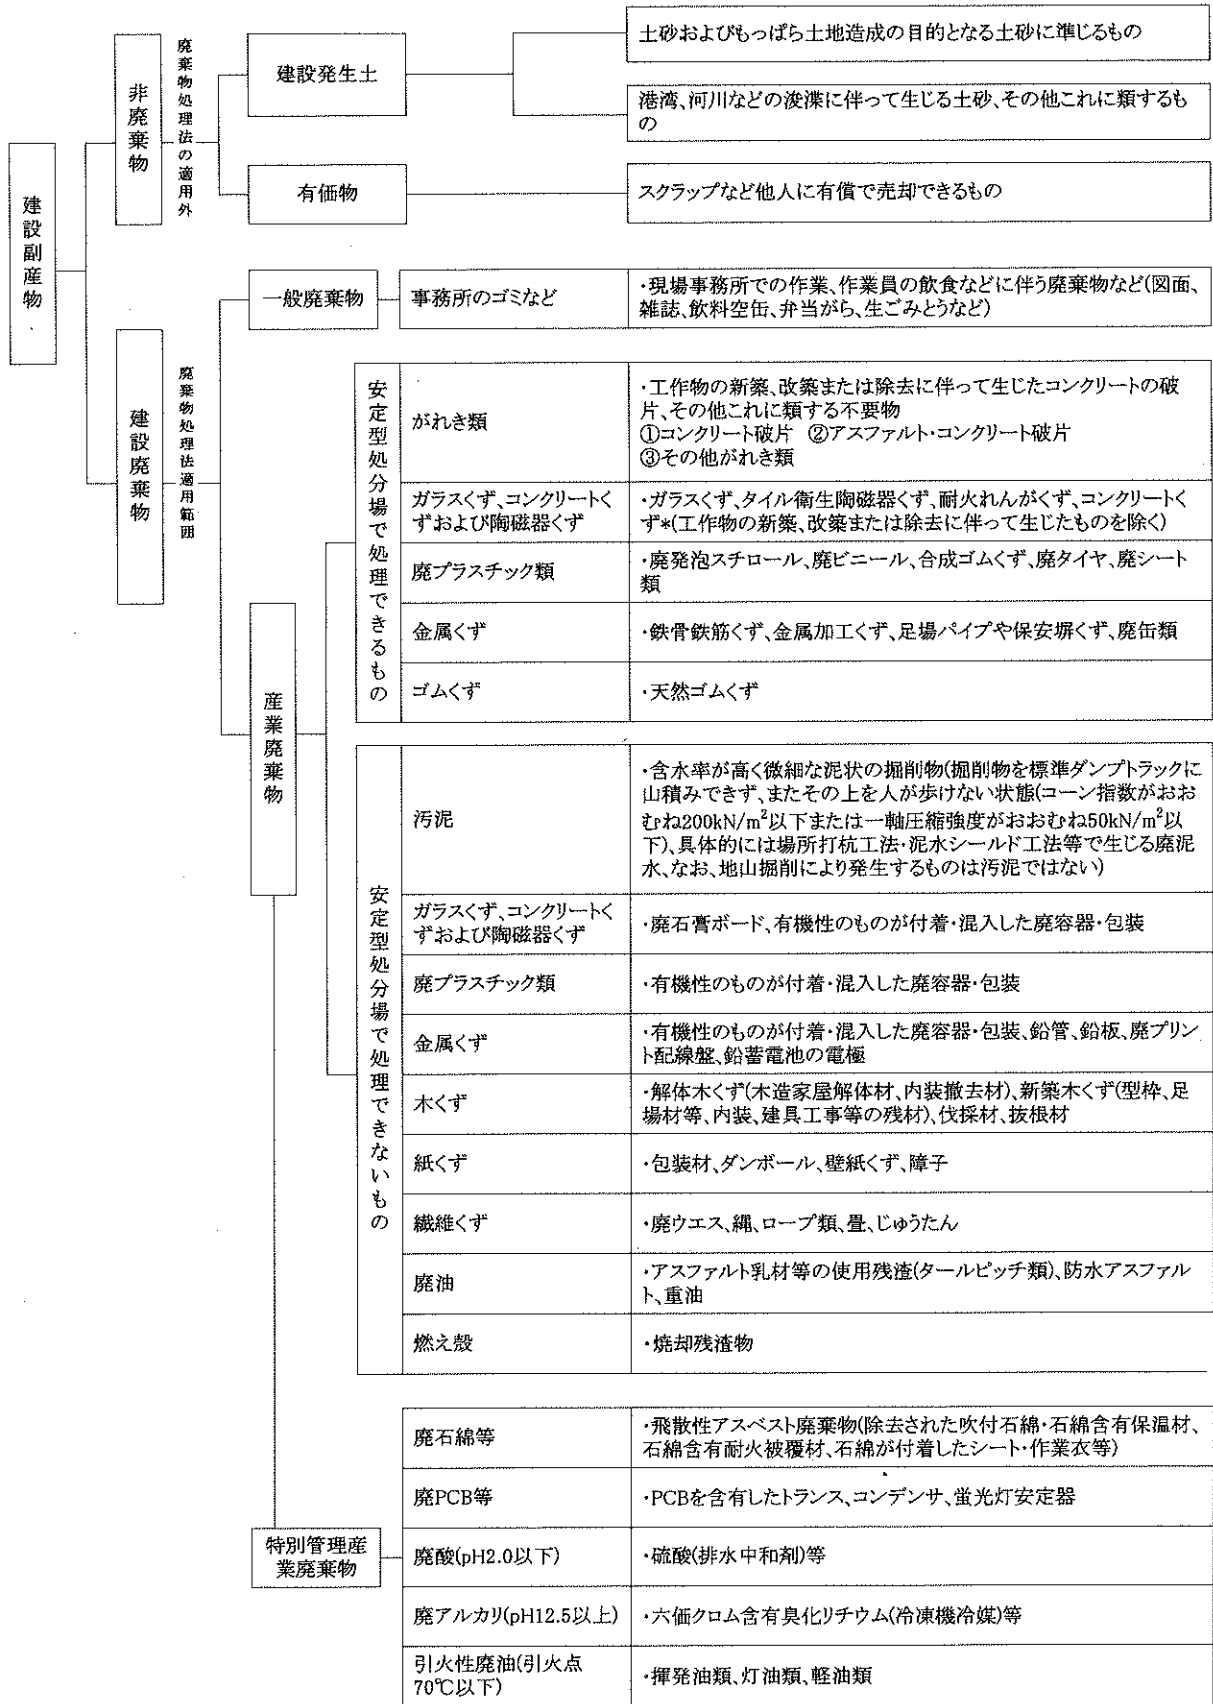 建設副産物
非廃棄物
廃棄物処理法の適用外
建設発生土
土砂およびもっぱら土地造成の目的となる土砂に準じるもの
港湾、河川などの浚渫に伴って生じる土砂、その他これに類するも
の
有価物
スクラップなど他人に有償で売却できるもの
建設廃棄物
廃棄物処理法適用範囲
一般廃棄物
事務所のゴミなど
・現場事務所での作業、作業員の飲食などに伴う廃棄物など(図面、
雑誌、飲料空缶、弁当がら、生ごみとうなど)
産業廃棄物
安定型処分場で処理できるもの
がれき類
・工作物の新築、改築または除去に伴って生じたコンクリートの破
片、その他これに類する不要物
①コンクリート破片 ②アスファルト・コンクリート破片
③その他がれき類
ガラスくず、コンクリートく
ずおよび陶磁器くず
・ガラスくず、タイル衛生陶磁器くず、耐火れんがくず、コンクリートく
ず*(工作物の新築、改築または除去に伴って生じたものを除く)
廃プラスチック類
・廃発泡スチロール、廃ビニール、合成ゴムくず、廃タイヤ、廃シート
類
金属くず
・鉄骨鉄筋くず、金属加工くず、足場パイプや保安塀くず、廃缶類
ゴムくず
・天然ゴムくず
安定型処分場で処理できないもの
汚泥
・含水率が高く微細な泥状の掘削物(掘削物を標準ダンプトラックに
山積みできず、またその上を人が歩けない状態(コーン指数がおお
むね200kN/m²以下または一軸圧縮強度がおおむね50kN/m²以
下)、具体的には場所打杭工法・泥水シールド工法等で生じる廃泥
水、なお、地山掘削により発生するものは汚泥ではない)
ガラスくず、コンクリートく
ずおよび陶磁器くず
・廃石膏ボード、有機性のものが付着・混入した廃容器・包装
廃プラスチック類
・有機性のものが付着・混入した廃容器・包装
金属くず
・有機性のものが付着・混入した廃容器・包装、鉛管、鉛板、廃プリン
ト配線盤、鉛蓄電池の電極
木くず
・解体木くず(木造家屋解体材、内装撤去材)、新築木くず(型枠、足
場材等、内装、建具工事等の残材)、伐採材、抜根材
紙くず
・包装材、ダンボール、壁紙くず、障子
繊維くず
・廃ウエス、縄、ロープ類、畳、じゅうたん
廃油
・アスファルト乳材等の使用残渣(タールピッチ類)、防水アスファル
ト、重油
燃え殻
・焼却残渣物
特別管理産
業廃棄物
廃石綿等
・飛散性アスベスト廃棄物(除去された吹付石綿・石綿含有保温材、
石綿含有耐火被覆材、石綿が付着したシート・作業衣等)
廃PCB等
・PCBを含有したトランス、コンデンサ、蛍光灯安定器
廃酸(pH2.0以下)
・硫酸(排水中和剤)等
廃アルカリ(pH12.5以上)
・六価クロム含有臭化リチウム(冷凍機冷媒)等
引火性廃油(引火点
70℃以下)
・揮発油類、灯油類、軽油類